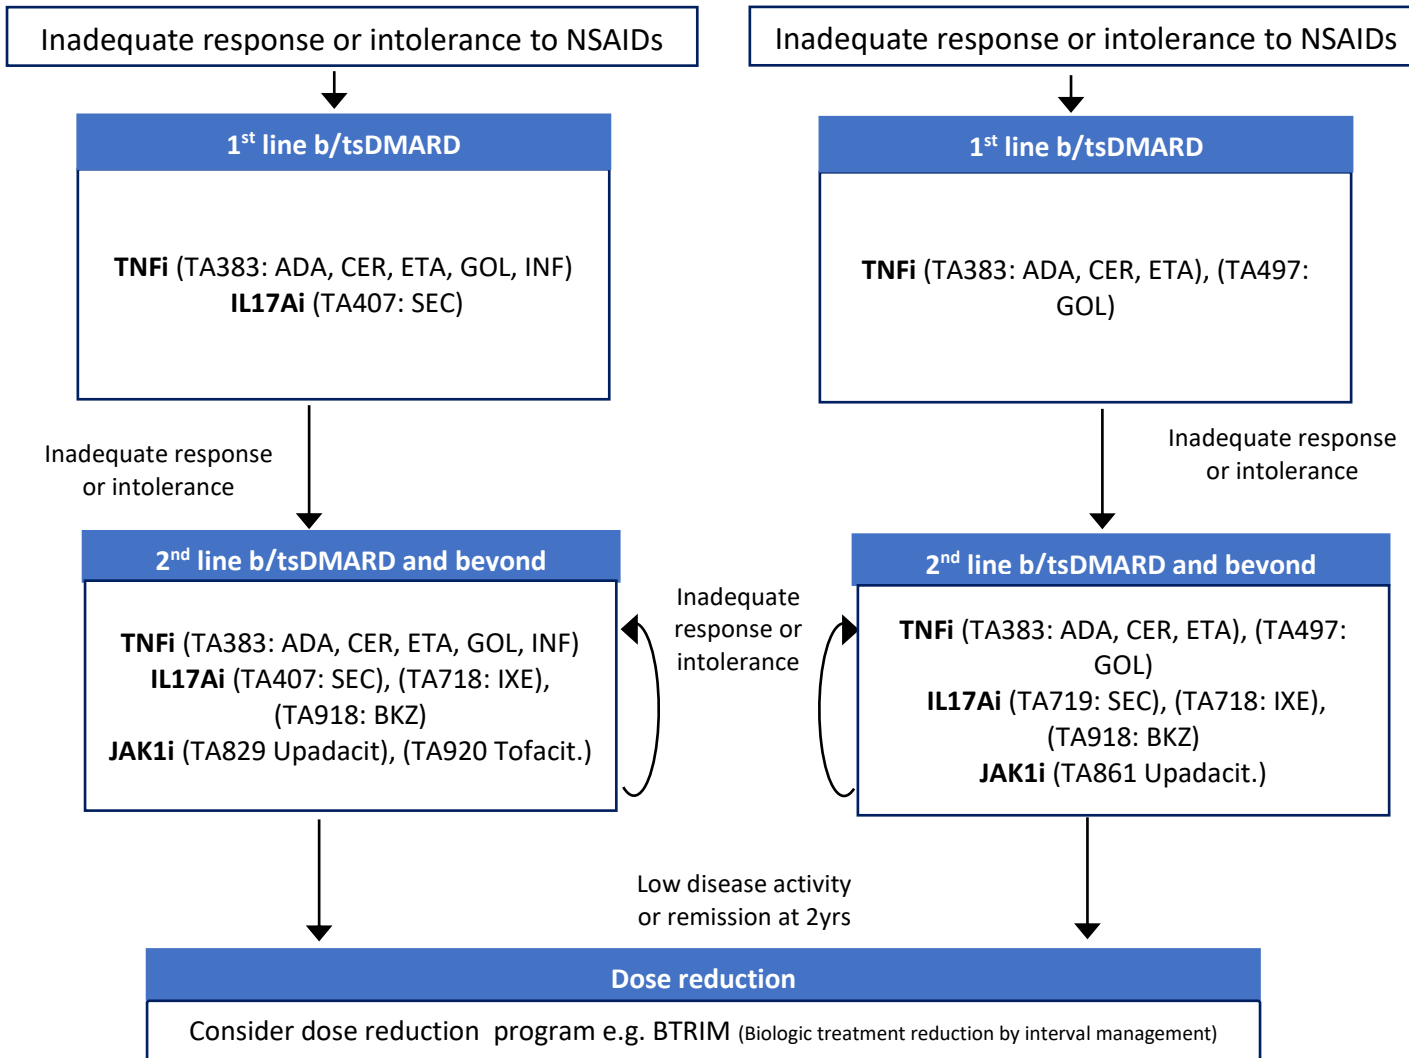 Inadequate response or intolerance to NSAIDs
Inadequate response or intolerance to NSAIDs
1st line b/tsDMARD
1st line b/tsDMARD
TNFi (TA383: ADA, CER, ETA, GOL, INF)
IL17Ai (TA407: SEC)
TNFi (TA383: ADA, CER, ETA), (TA497:
GOL)
Inadequate response
or intolerance
Inadequate response
or intolerance
2nd line b/tsDMARD and bevond
2nd line b/tsDMARD and bevond
TNFi (TA383: ADA, CER, ETA, GOL, INF)
IL17Ai (TA407: SEC), (TA718: IXE),
(TA918: BKZ)
JAK1i (TA829 Upadacit), (TA920 Tofacit.)
Inadequate
response or
intolerance
TNFi (TA383: ADA, CER, ETA), (TA497:
GOL)
IL17Ai (TA719: SEC), (TA718: IXE),
(TA918: BKZ)
JAK1i (TA861 Upadacit.)
Low disease activity
or remission at 2yrs
Dose reduction
Consider dose reduction program e.g. BTRIM (Biologic treatment reduction by interval management)